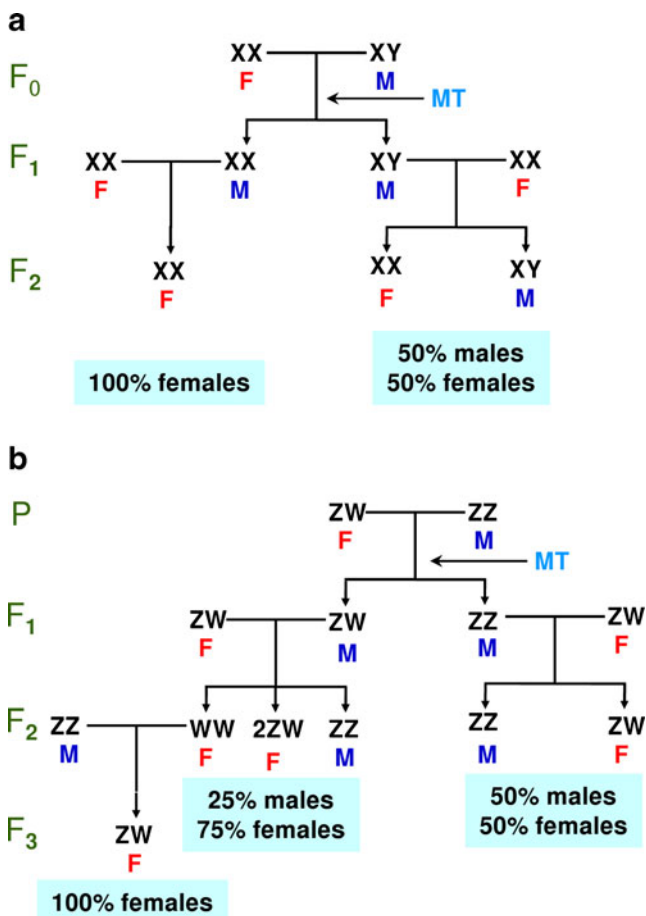 a
F0 XX XY
F M
MT
F1 XX XX XY XX
F M M F
F2 XX XX XY
F F M
100% females
50% males
50% females
b
P ZW ZZ
F M
MT
F1 ZW ZW ZZ ZW
F M M F
F2 ZZ WW 2ZW ZZ ZZ ZW
M F F M M F
25% males
75% females
50% males
50% females
F3 ZW
F
100% females